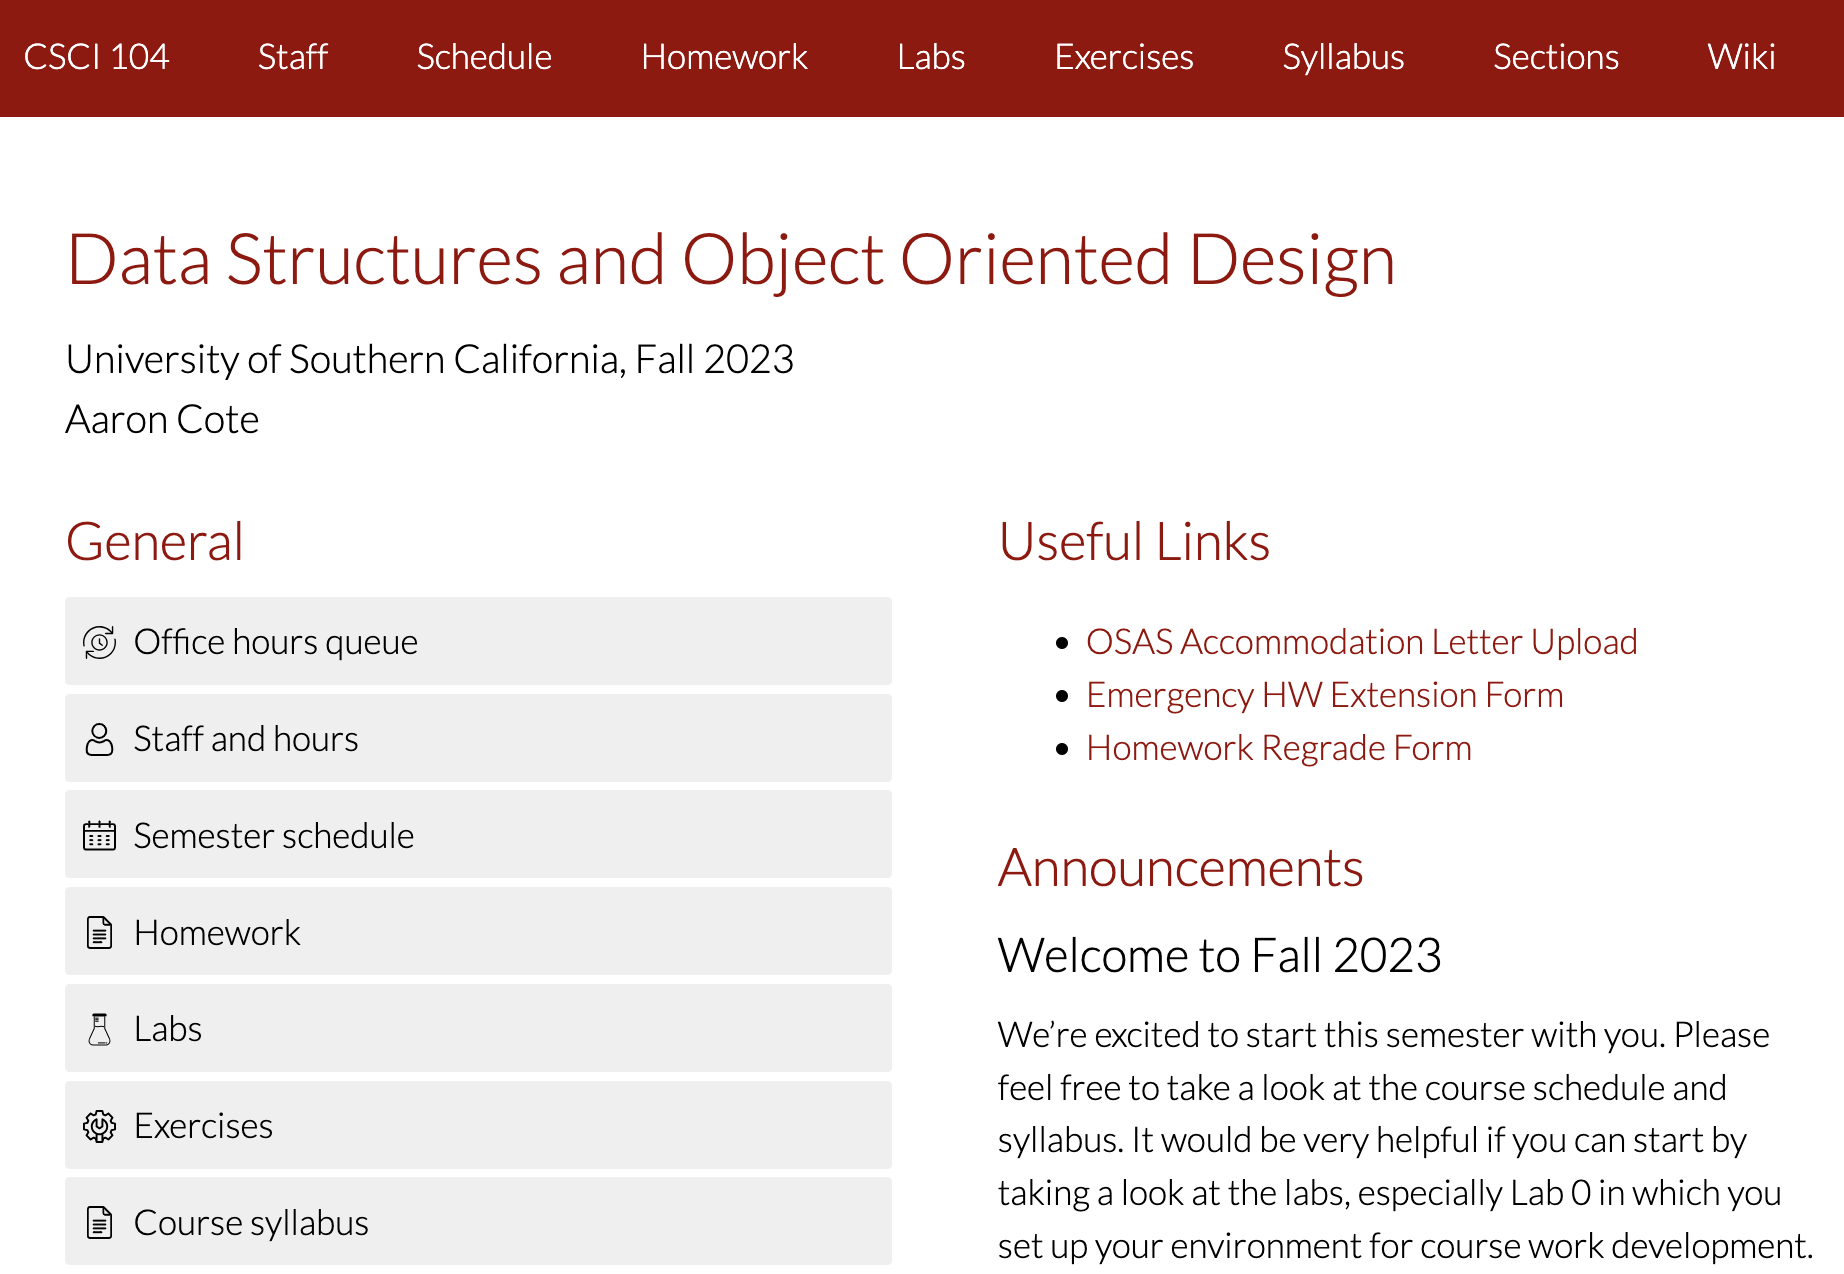 CSCI 104 Staff Schedule Homework Labs Exercises Syllabus Sections Wiki
Data Structures and Object Oriented Design
University of Southern California, Fall 2023
Aaron Cote
General
Office hours queue
Staff and hours
Semester schedule
Homework
Labs
Exercises
Course syllabus
Useful Links
OSAS Accommodation Letter Upload
Emergency HW Extension Form
Homework Regrade Form
Announcements
Welcome to Fall 2023
We’re excited to start this semester with you. Please
feel free to take a look at the course schedule and
syllabus. It would be very helpful if you can start by
taking a look at the labs, especially Lab 0 in which you
set up your environment for course work development.